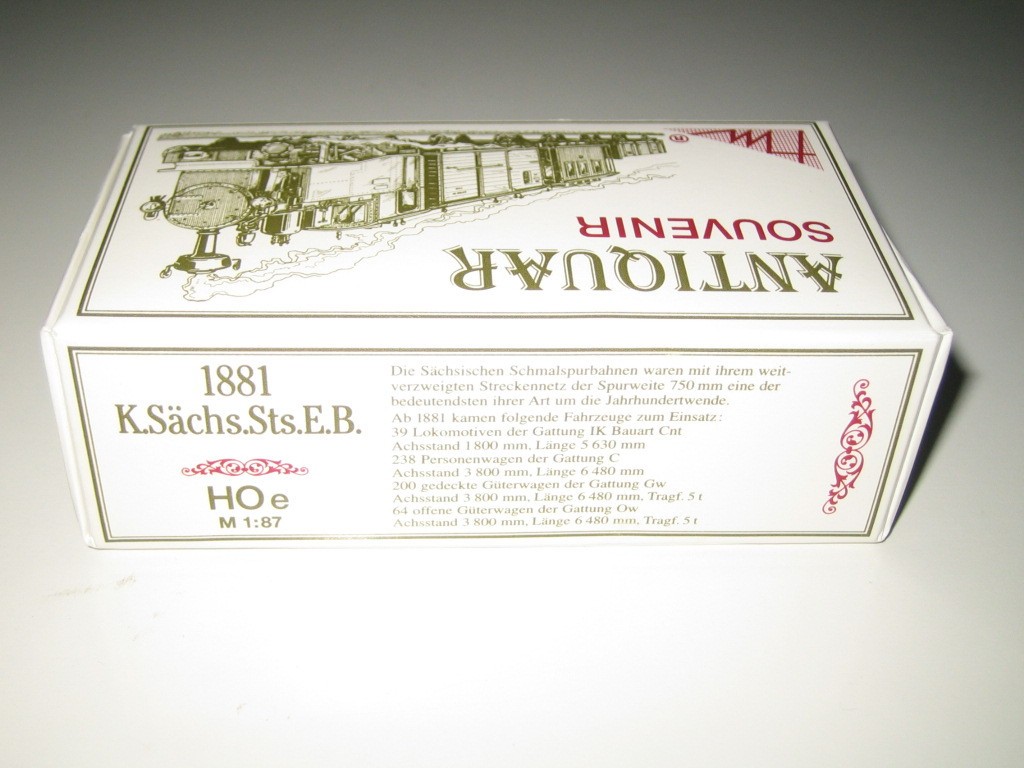 ANTIQUAR
SOUVENIR
®
1881
K.Sächs.Sts.E.B.
HOe
M 1:87
Die Sächsischen Schmalspurbahnen waren mit ihrem weit-
verzweigten Streckennetz der Spurweite 750 mm eine der
bedeutendsten ihrer Art um die Jahrhundertwende.
Ab 1881 kamen folgende Fahrzeuge zum Einsatz:
39 Lokomotiven der Gattung IK Bauart Cnt
Achsstand 1 800 mm, Länge 5 630 mm
238 Personenwagen der Gattung C
Achsstand 3 800 mm, Länge 6 480 mm
200 gedeckte Güterwagen der Gattung Gw
Achsstand 3 800 mm, Länge 6 480 mm, Tragf. 5 t
64 offene Güterwagen der Gattung Ow
Achsstand 3 800 mm, Länge 6 480 mm, Tragf. 5 t